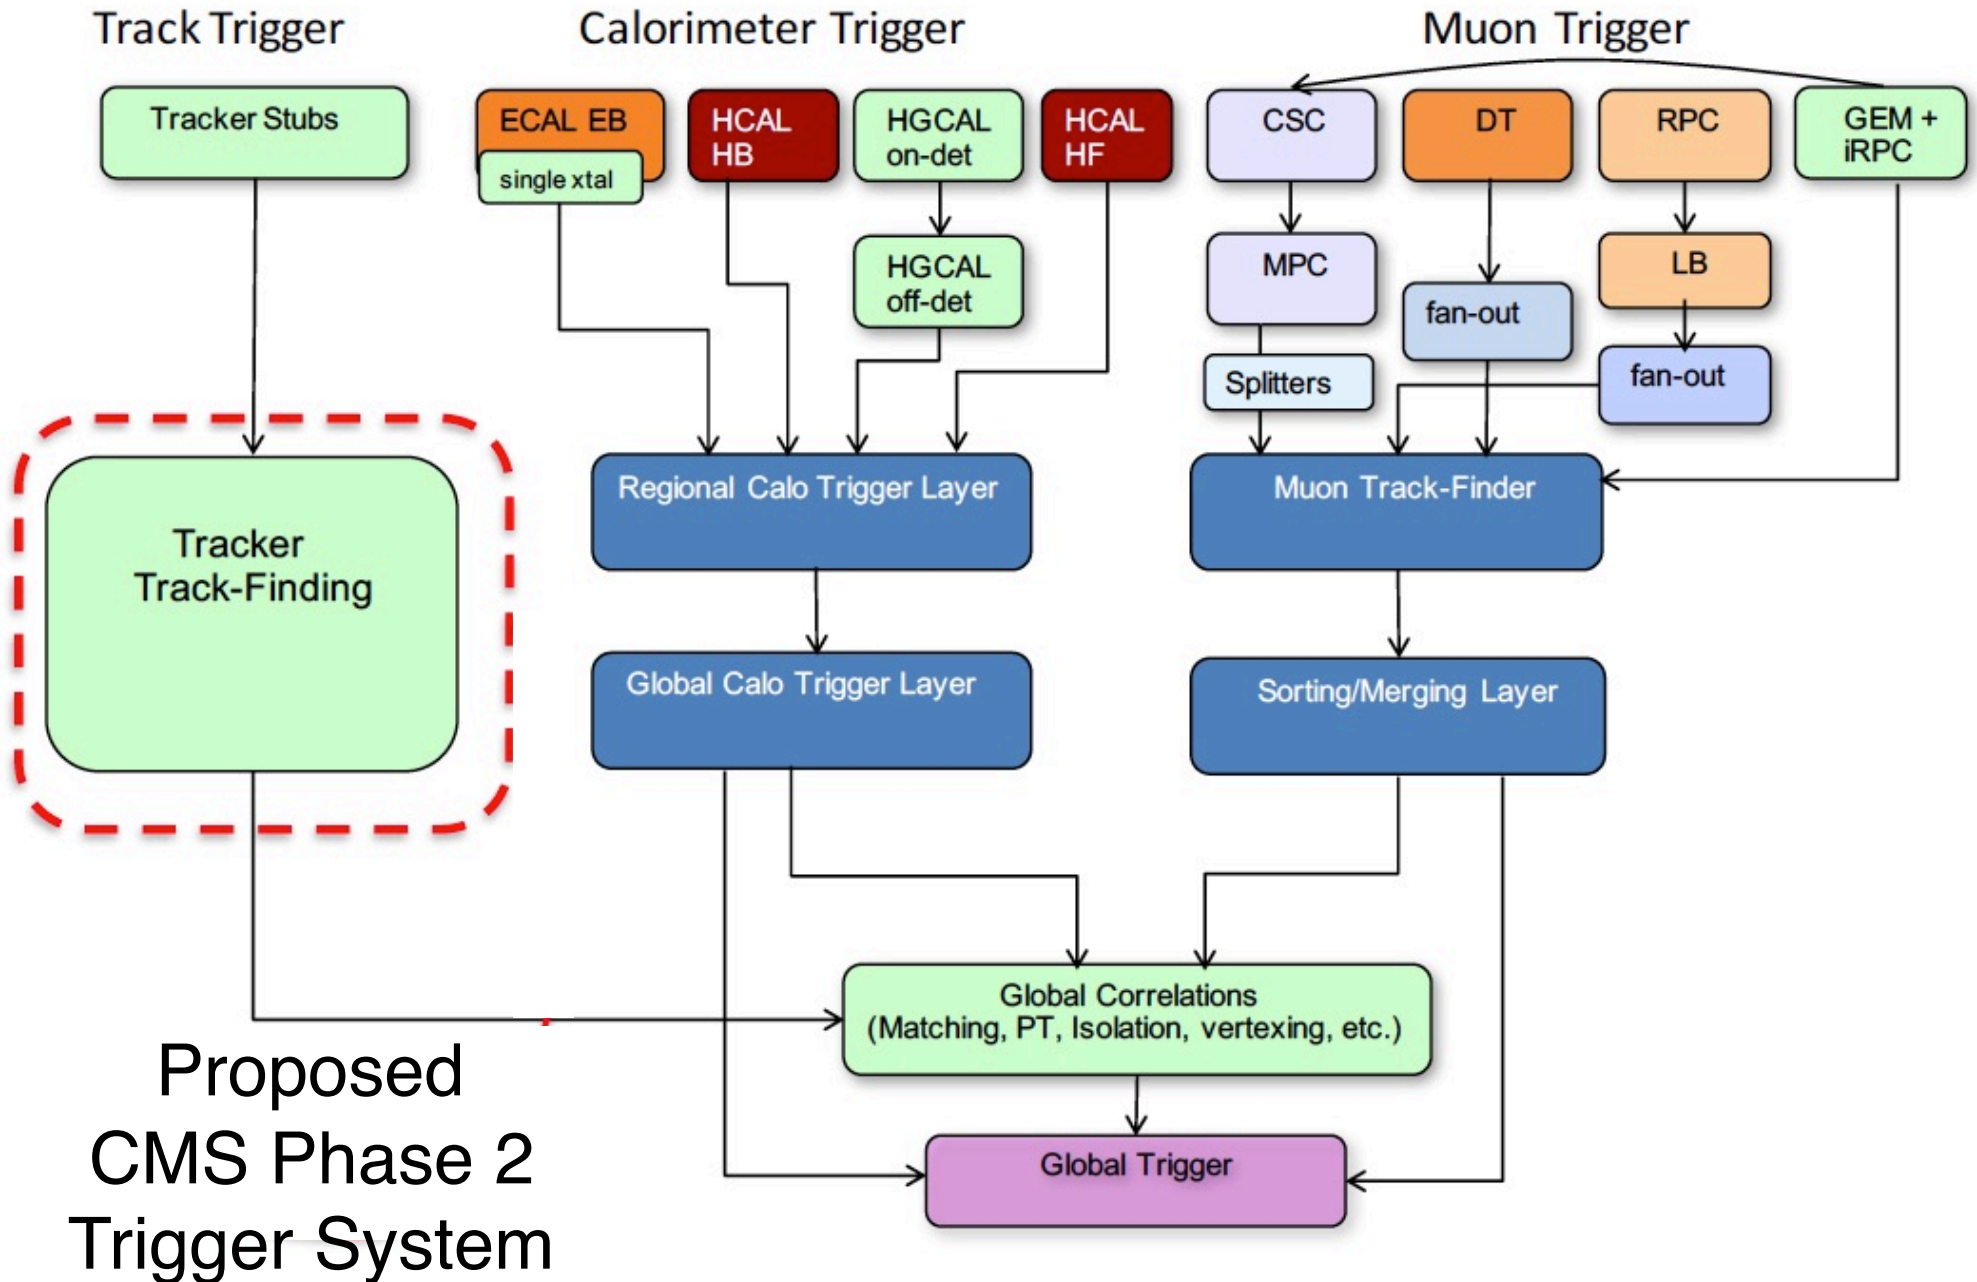 Track Trigger
Calorimeter Trigger
Muon Trigger
Tracker Stubs
ECAL EB
single xtal
HCAL
HB
HGCAL
on-det
HCAL
HF
CSC
DT
RPC
GEM +
iRPC
HGCAL
off-det
MPC
fan-out
LB
Splitters
fan-out
Tracker
Track-Finding
Regional Calo Trigger Layer
Muon Track-Finder
Global Calo Trigger Layer
Sorting/Merging Layer
Global Correlations
(Matching, PT, Isolation, vertexing, etc.)
Global Trigger
Proposed
CMS Phase 2
Trigger System